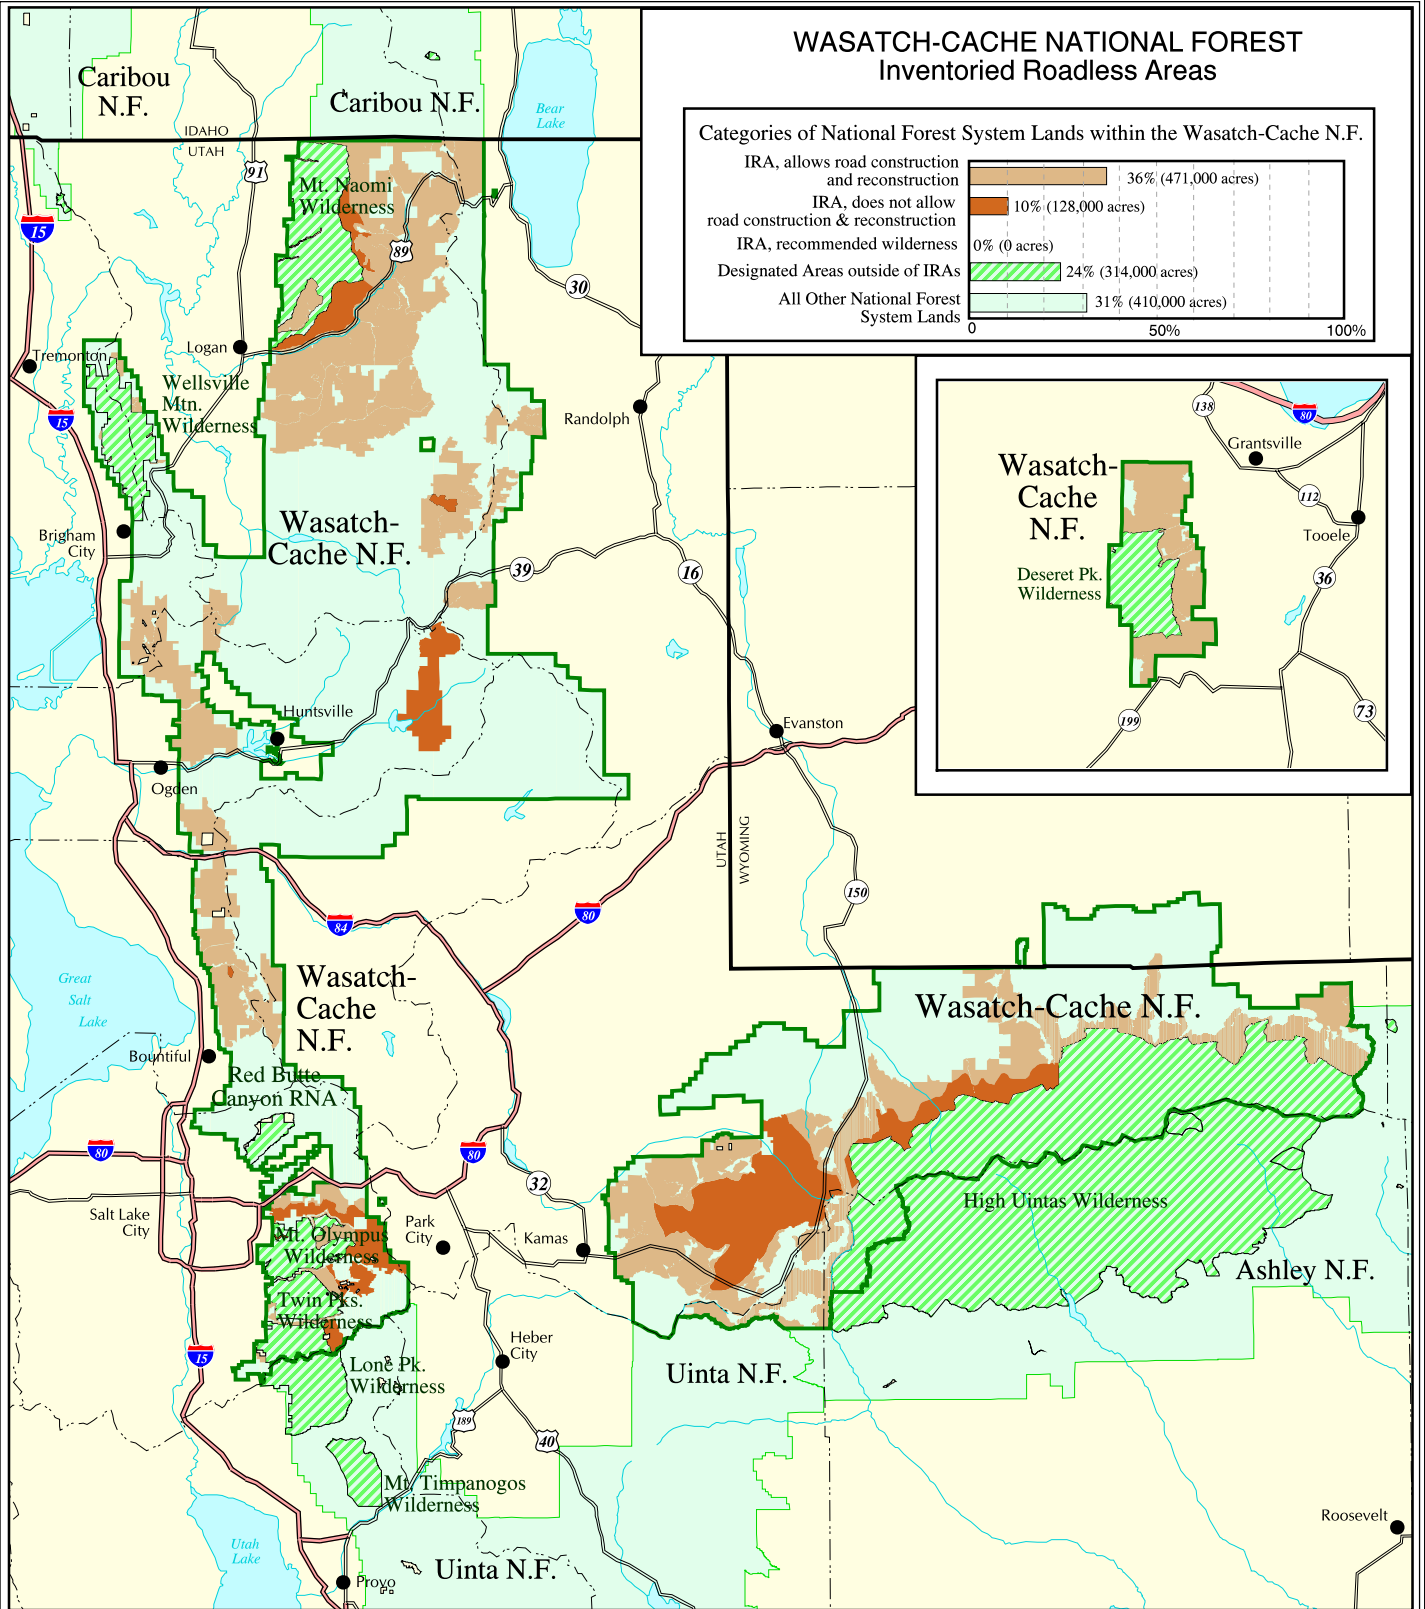 WASATCH-CACHE NATIONAL FOREST
Inventoried Roadless Areas
Categories of National Forest System Lands within the Wasatch-Cache N.F.
IRA, allows road construction
and reconstruction
36% (471,000 acres)
IRA, does not allow
road construction & reconstruction
10% (128,000 acres)
IRA, recommended wilderness
0% (0 acres)
Designated Areas outside of IRAs
24% (314,000 acres)
All Other National Forest
System Lands
31% (410,000 acres)
0
50%
100%
Caribou
N.F.
Caribou N.F.
Bear
Lake
IDAHO
UTAH
91
Mt. Naomi
Wilderness
15
89
30
Logan
Tremonton
Wellsville
Mtn.
Wilderness
15
Randolph
Brigham
City
Wasatch-
Cache N.F.
39
16
Huntsville
Ogden
Evanston
UTAH
WYOMING
150
84
80
138
80
Grantsville
Wasatch-
Cache
N.F.
112
Tooele
Deseret Pk.
Wilderness
36
199
73
Great
Salt
Lake
Wasatch-
Cache
N.F.
Wasatch-Cache N.F.
Bountiful
Red Butte
Canyon RNA
80
80
32
High Uintas Wilderness
Salt Lake
City
Park
City
Kamas
Mt. Olympus
Wilderness
Ashley N.F.
Twin Pks.
Wilderness
15
Heber
City
Lone Pk.
Wilderness
Uinta N.F.
189
40
Mt. Timpanogos
Wilderness
Roosevelt
Utah
Lake
Uinta N.F.
Provo